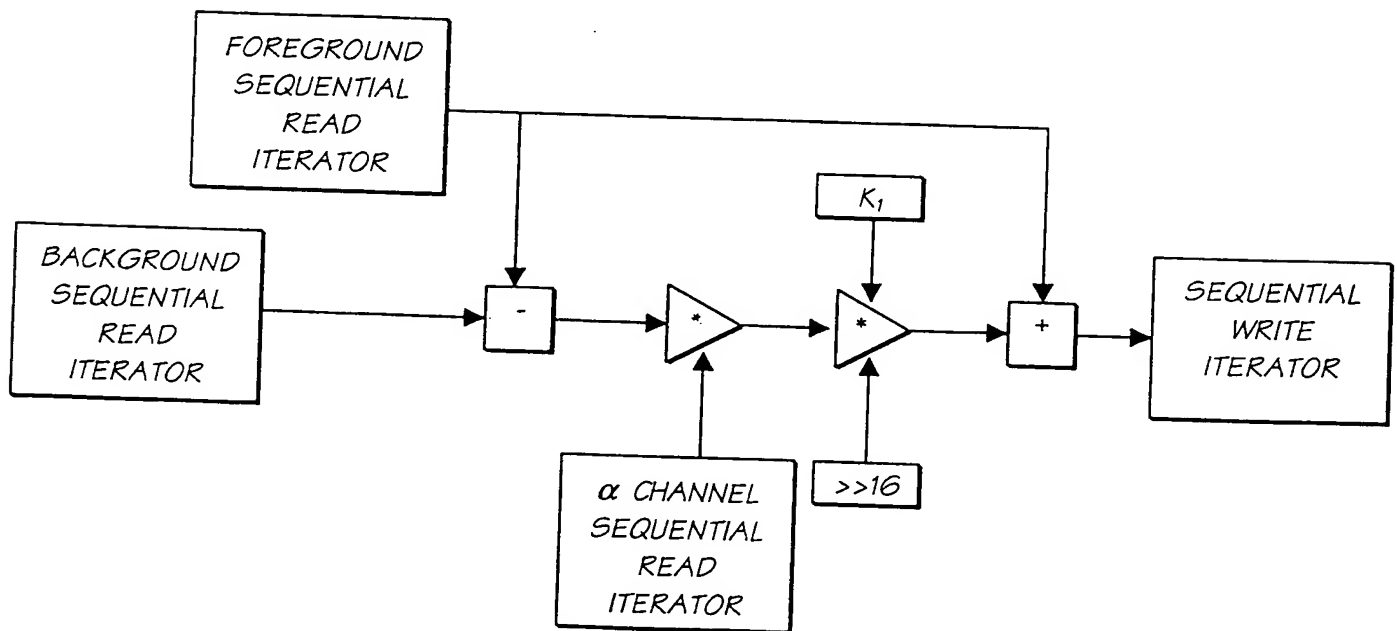 FOREGROUND
SEQUENTIAL
READ
ITERATOR
K₁
BACKGROUND
SEQUENTIAL
READ
ITERATOR
-
*
*
+
SEQUENTIAL
WRITE
ITERATOR
α CHANNEL
SEQUENTIAL
READ
ITERATOR
>>16